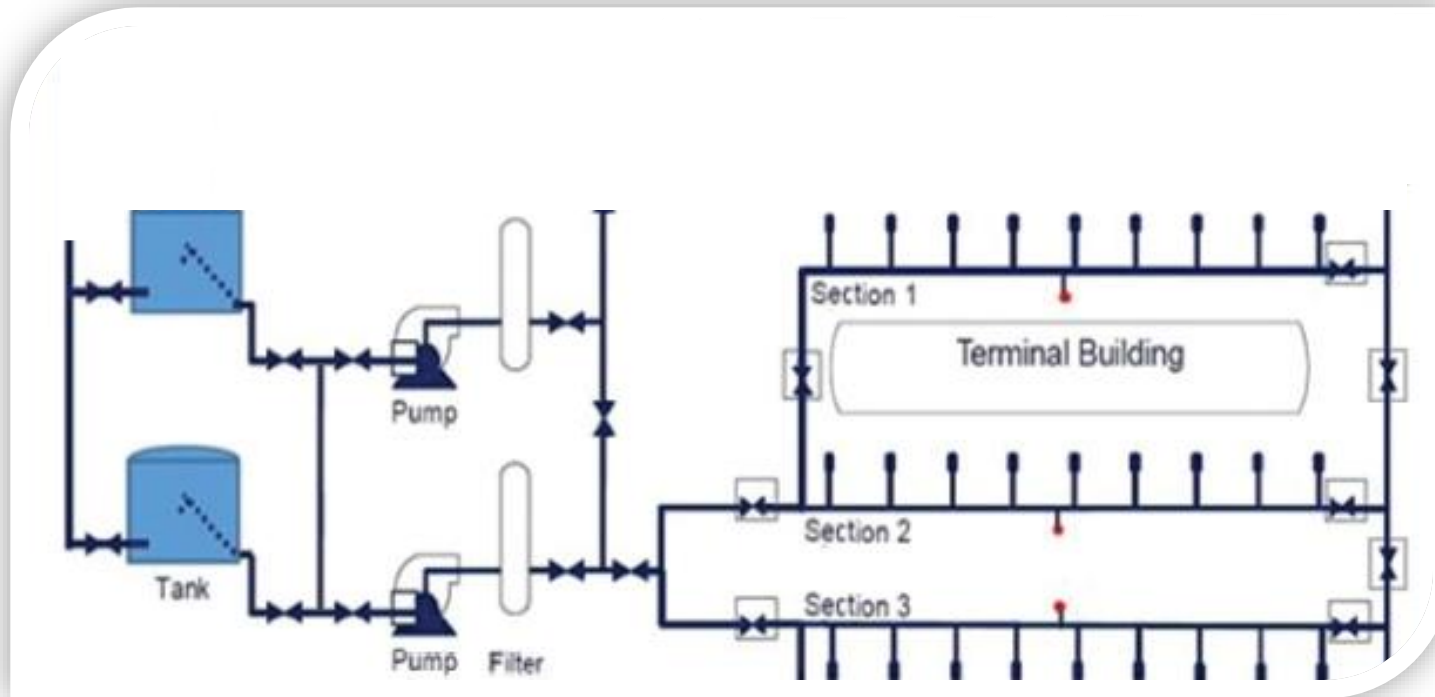 Section 1
Terminal Building
Pump
Section 2
Tank
Section 3
Pump
Filter